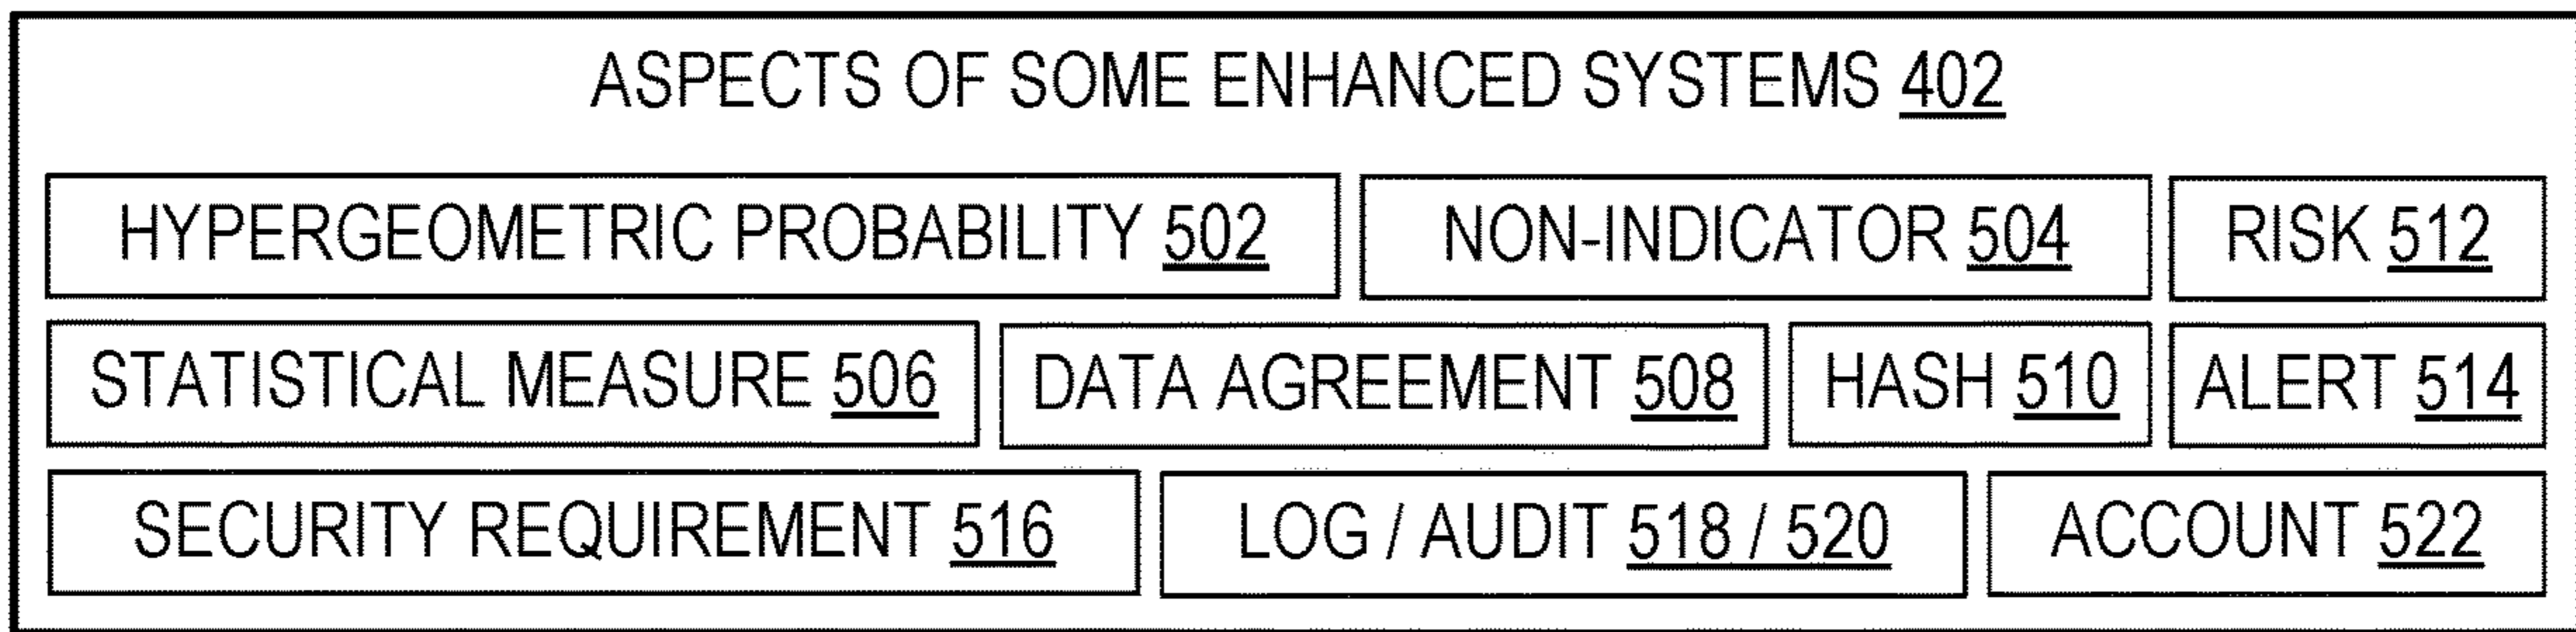 ASPECTS OF SOME ENHANCED SYSTEMS 402
HYPERGEOMETRIC PROBABILITY 502 NON-INDICATOR 504 RISK 512
STATISTICAL MEASURE 506 DATA AGREEMENT 508 HASH 510 ALERT 514
SECURITY REQUIREMENT 516 LOG / AUDIT 518 / 520 ACCOUNT 522